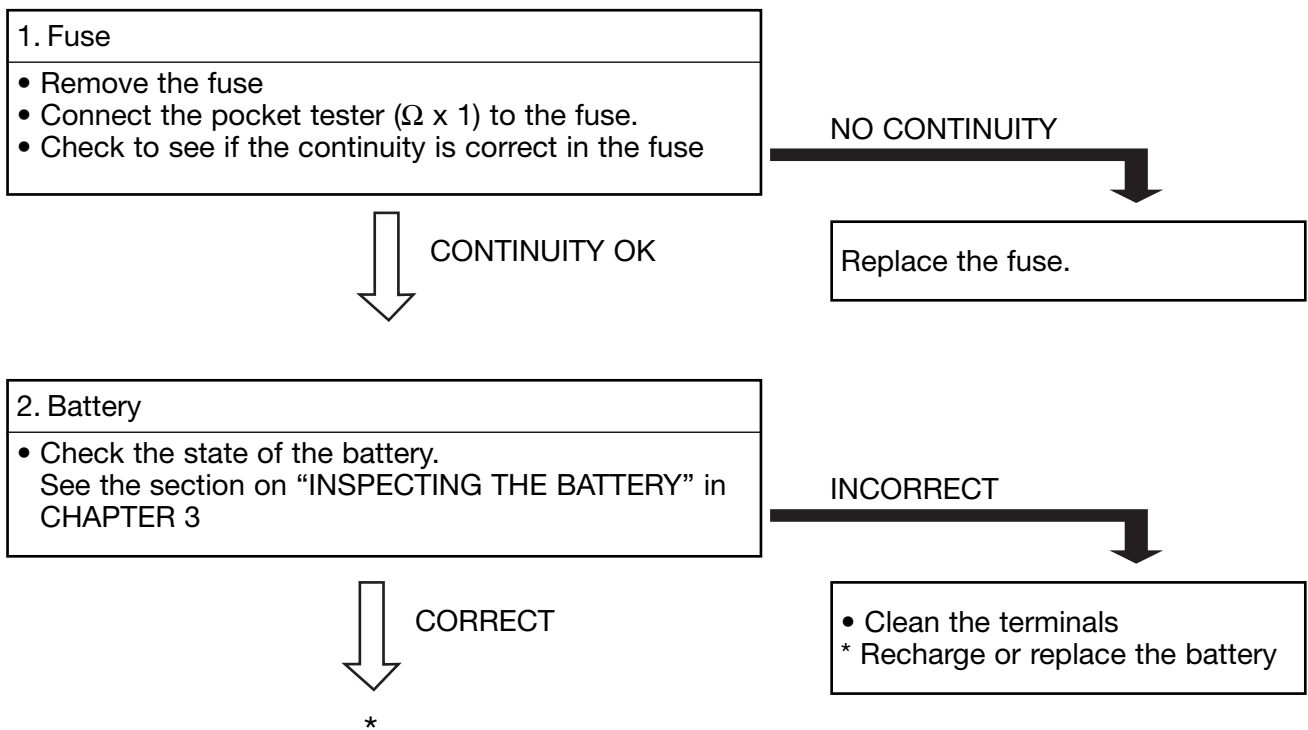 1. Fuse
• Remove the fuse
• Connect the pocket tester (Ω x 1) to the fuse.
• Check to see if the continuity is correct in the fuse
NO CONTINUITY
CONTINUITY OK
Replace the fuse.
2. Battery
• Check the state of the battery.
See the section on “INSPECTING THE BATTERY” in
CHAPTER 3
INCORRECT
CORRECT
• Clean the terminals
* Recharge or replace the battery
*